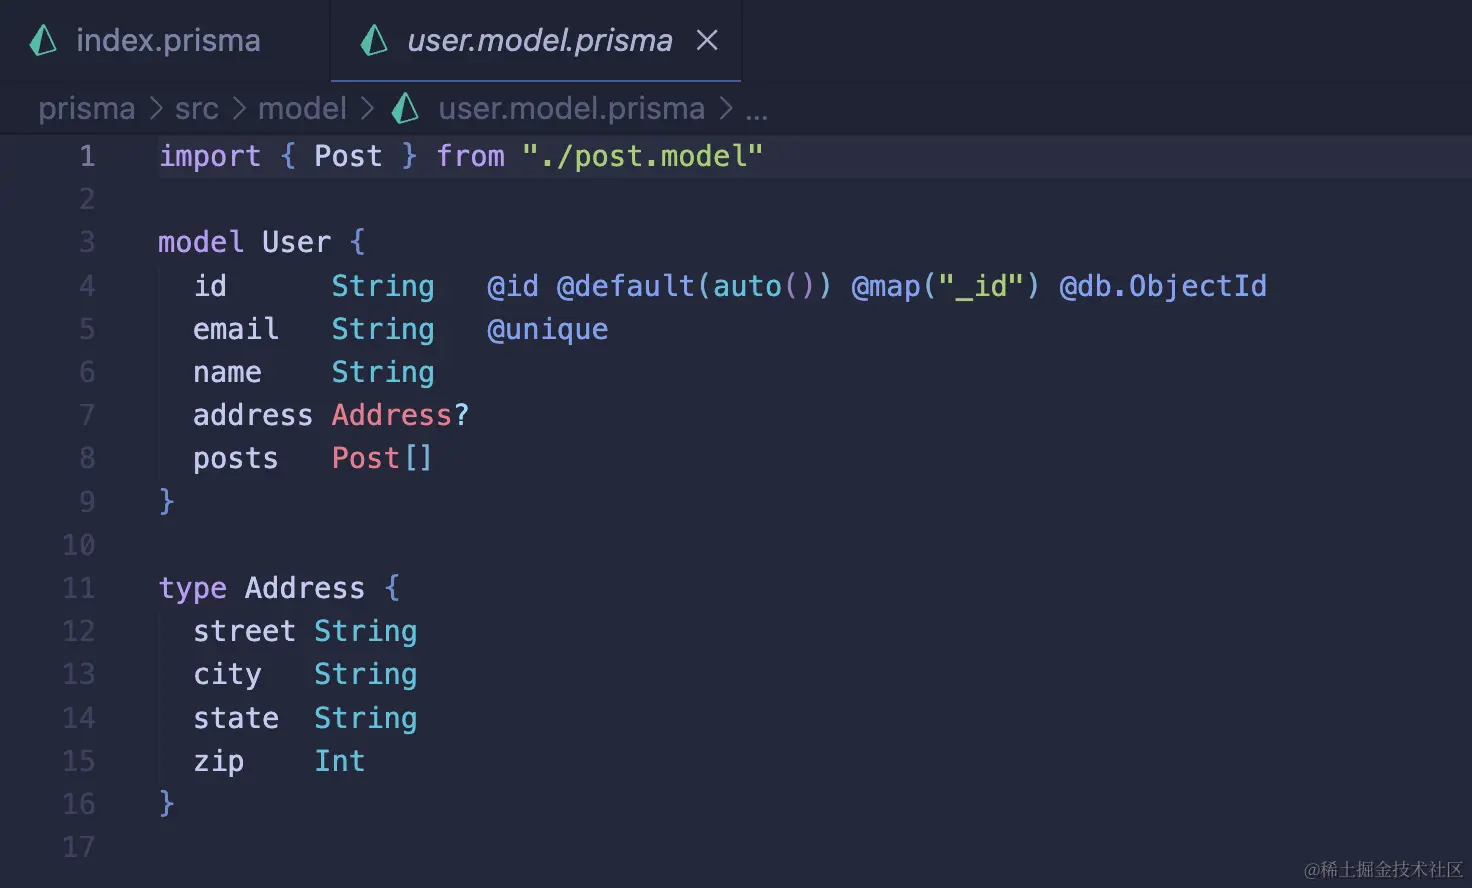 index.prisma user.model.prisma
prisma > src > model > user.model.prisma > ...
1 import { Post } from "./post.model"
2
3 model User {
4   id      String   @id @default(auto()) @map("_id") @db.ObjectId
5   email   String   @unique
6   name    String
7   address Address?
8   posts   Post[]
9 }
10
11 type Address {
12   street String
13   city   String
14   state  String
15   zip    Int
16 }
17
@稀土掘金技术社区